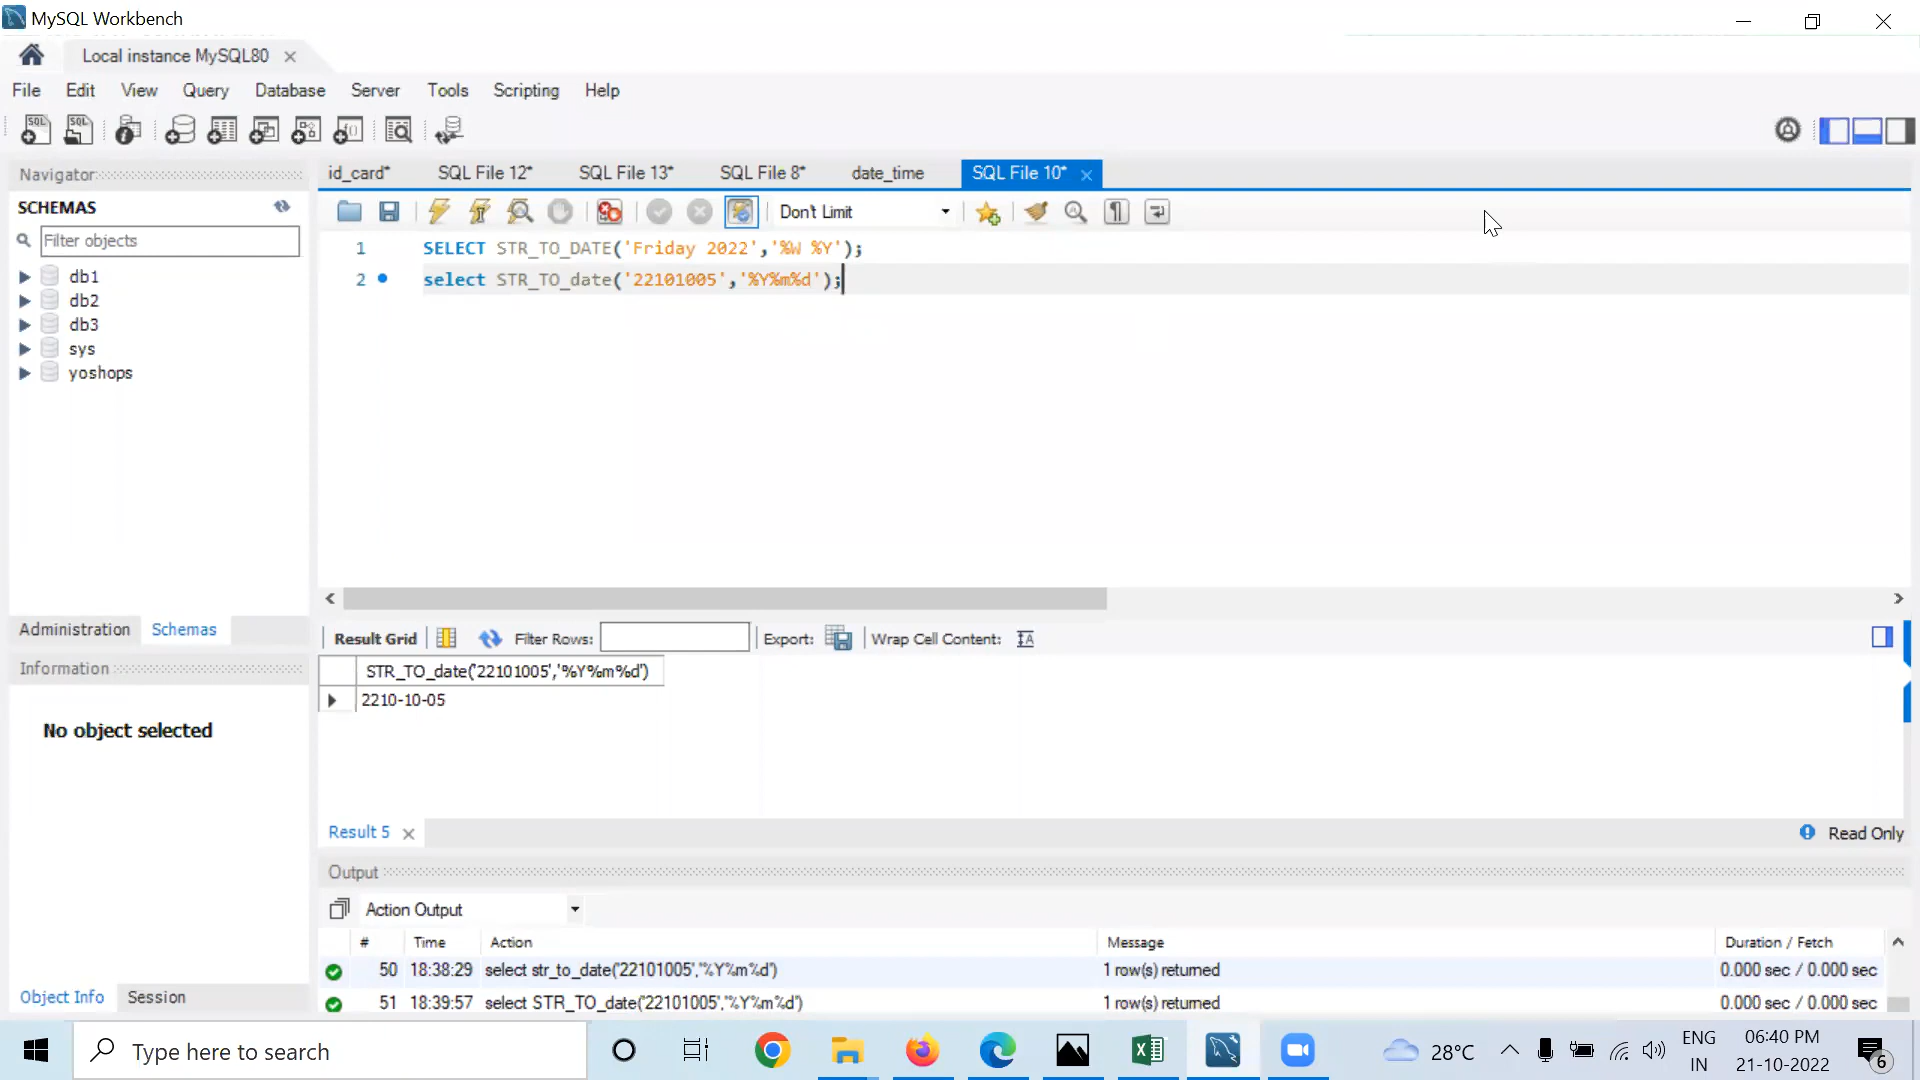 MySQL Workbench
Local instance MySQL80
File Edit View Query Database Server Tools Scripting Help
Navigator
SCHEMAS
Filter objects
db1
db2
db3
sys
yoshops
Administration Schemas
Information
No object selected
Object Info Session
id_card* SQL File 12* SQL File 13* SQL File 8* date_time SQL File 10*
Don't Limit
1 SELECT STR_TO_DATE('Friday 2022','%W %Y');
2 select STR_TO_date('22101005','%Y%m%d');
Result Grid Filter Rows: Export: Wrap Cell Content:
STR_TO_date('22101005','%Y%m%d')
2210-10-05
Result 5 Read Only
Output
Action Output
# Time Action Message Duration / Fetch
50 18:38:29 select str_to_date('22101005','%Y%m%d') 1 row(s) returned 0.000 sec / 0.000 sec
51 18:39:57 select STR_TO_date('22101005','%Y%m%d') 1 row(s) returned 0.000 sec / 0.000 sec
Type here to search
28°C
ENG
IN
06:40 PM
21-10-2022
6